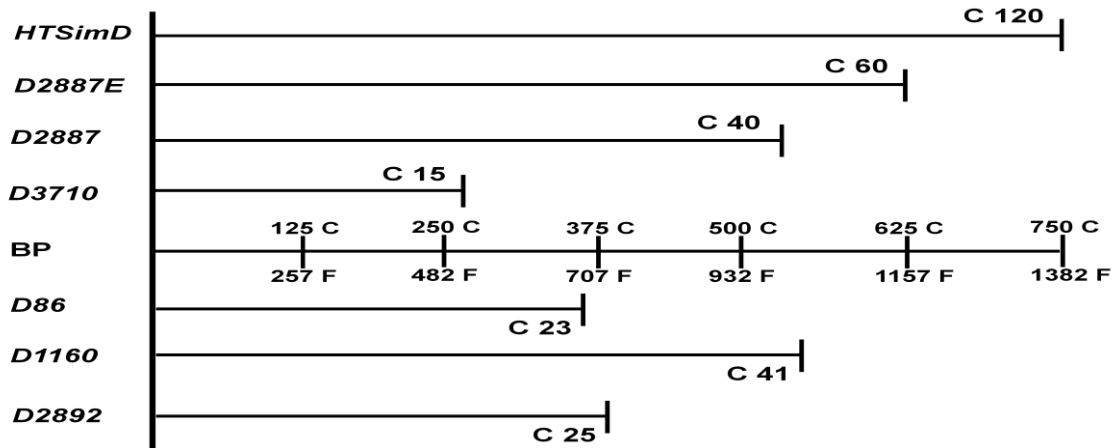 HTSimD C 120
D2887E C 60
D2887 C 40
D3710 C 15
125 C 250 C 375 C 500 C 625 C 750 C
BP
257 F 482 F 707 F 932 F 1157 F 1382 F
D86 C 23
D1160 C 41
D2892 C 25